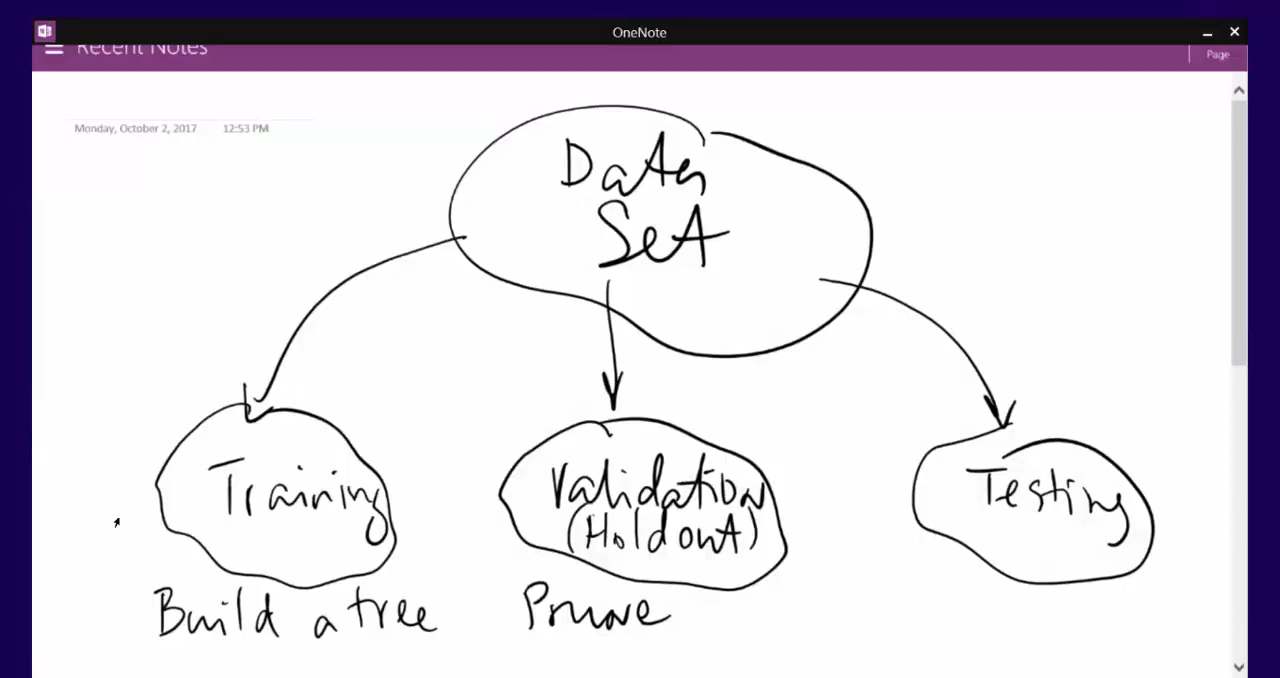 OneNote
Recent Notes
Page
Monday, October 2, 2017 12:53 PM
Data
Set
Training
Validation
(Holdout)
Testing
Build a tree
Prune